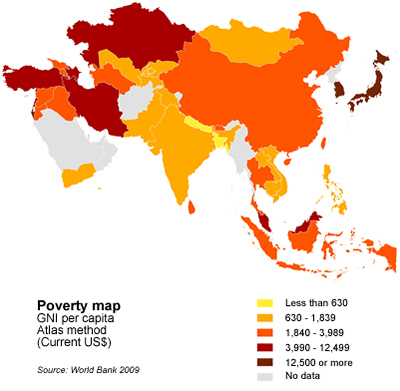 Poverty map
GNI per capita
Atlas method
(Current US$)
Source: World Bank 2009
Less than 630
630 - 1,839
1,840 - 3,989
3,990 - 12,499
12,500 or more
No data